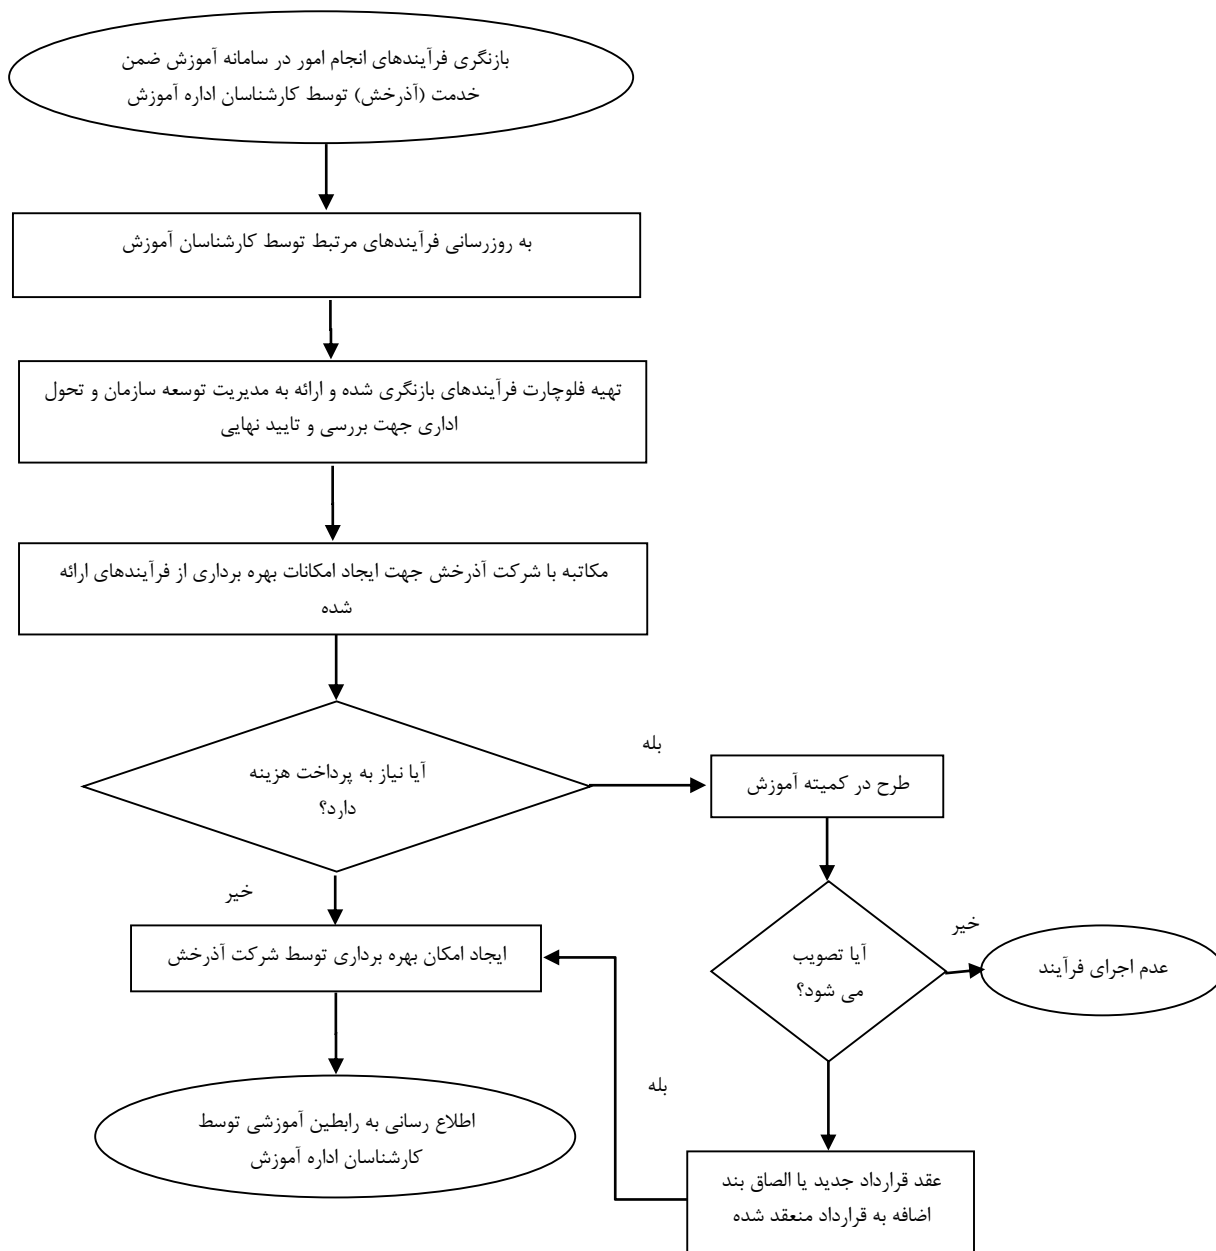 بازنگری فرآیندهای انجام امور در سامانه آموزش ضمن
خدمت (آذرخش) توسط کارشناسان اداره آموزش
به روزرسانی فرآیندهای مرتبط توسط کارشناسان آموزش
تهیه فلوچارت فرآیندهای بازنگری شده و ارائه به مدیریت توسعه سازمان و تحول
اداری جهت بررسی و تایید نهایی
مکاتبه با شرکت آذرخش جهت ایجاد امکانات بهره برداری از فرآیندهای ارائه
شده
آیا نیاز به پرداخت هزینه
دارد؟
بله
طرح در کمیته آموزش
خیر
ایجاد امکان بهره برداری توسط شرکت آذرخش
آیا تصویب
می شود؟
خیر
عدم اجرای فرآیند
بله
اطلاع رسانی به رابطین آموزشی توسط
کارشناسان اداره آموزش
عقد قرارداد جدید یا الصاق بند
اضافه به قرارداد منعقد شده